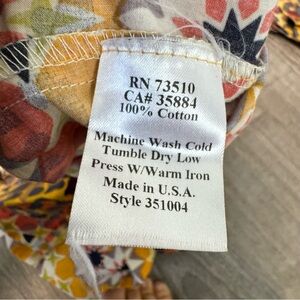 RN 73510
CA# 35884
100% Cotton
Machine Wash Cold
Tumble Dry Low
Press W/Warm Iron
Made in U.S.A.
Style 351004